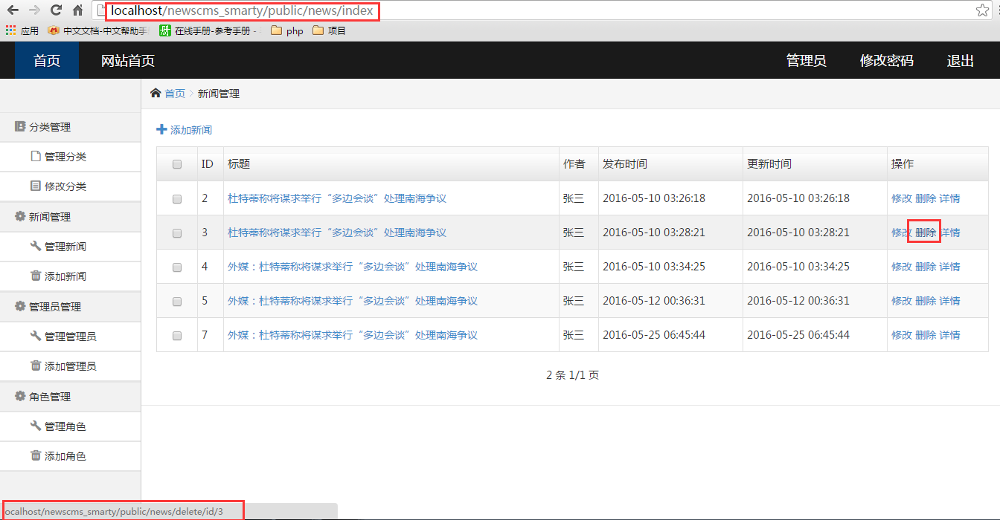 localhost/newscms_smarty/public/news/index
应用 中文文档-中文帮助手 在线手册-参考手册 - php 项目
首页 网站首页 管理员 修改密码 退出
首页 > 新闻管理
分类管理
管理分类
修改分类
新闻管理
管理新闻
添加新闻
管理员管理
管理管理员
添加管理员
角色管理
管理角色
添加角色
添加新闻
ID 标题 作者 发布时间 更新时间 操作
2 杜特蒂称将谋求举行“多边会谈”处理南海争议 张三 2016-05-10 03:26:18 2016-05-10 03:26:18 修改 删除 详情
3 杜特蒂称将谋求举行“多边会谈”处理南海争议 张三 2016-05-10 03:28:21 2016-05-10 03:28:21 修改 删除 详情
4 外媒：杜特蒂称将谋求举行“多边会谈”处理南海争议 张三 2016-05-10 03:34:25 2016-05-10 03:34:25 修改 删除 详情
5 外媒：杜特蒂称将谋求举行“多边会谈”处理南海争议 张三 2016-05-12 00:36:31 2016-05-12 00:36:31 修改 删除 详情
7 外媒：杜特蒂称将谋求举行“多边会谈”处理南海争议 张三 2016-05-25 06:45:44 2016-05-25 06:45:44 修改 删除 详情
2 条 1/1 页
ocalhost/newscms_smarty/public/news/delete/id/3